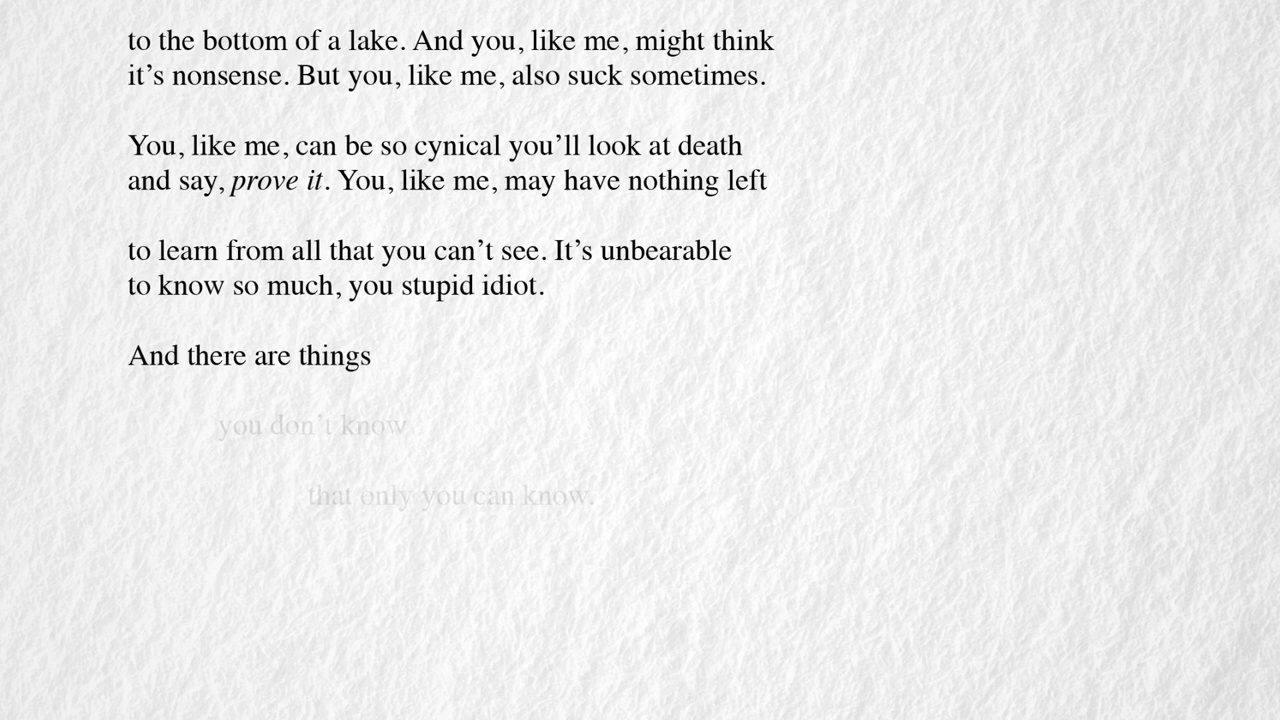 to the bottom of a lake. And you, like me, might think
it’s nonsense. But you, like me, also suck sometimes.
You, like me, can be so cynical you’ll look at death
and say, prove it. You, like me, may have nothing left
to learn from all that you can’t see. It’s unbearable
to know so much, you stupid idiot.
And there are things
you don’t know
that only you can know.